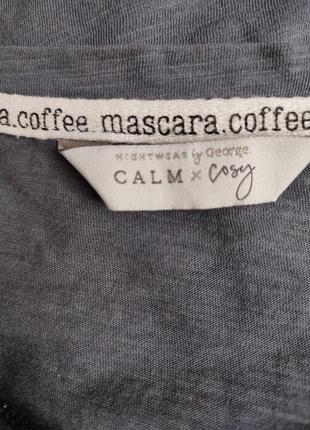 a.coffee.mascara.coffee
NIGHTWEAR by George.
CALM x cosy